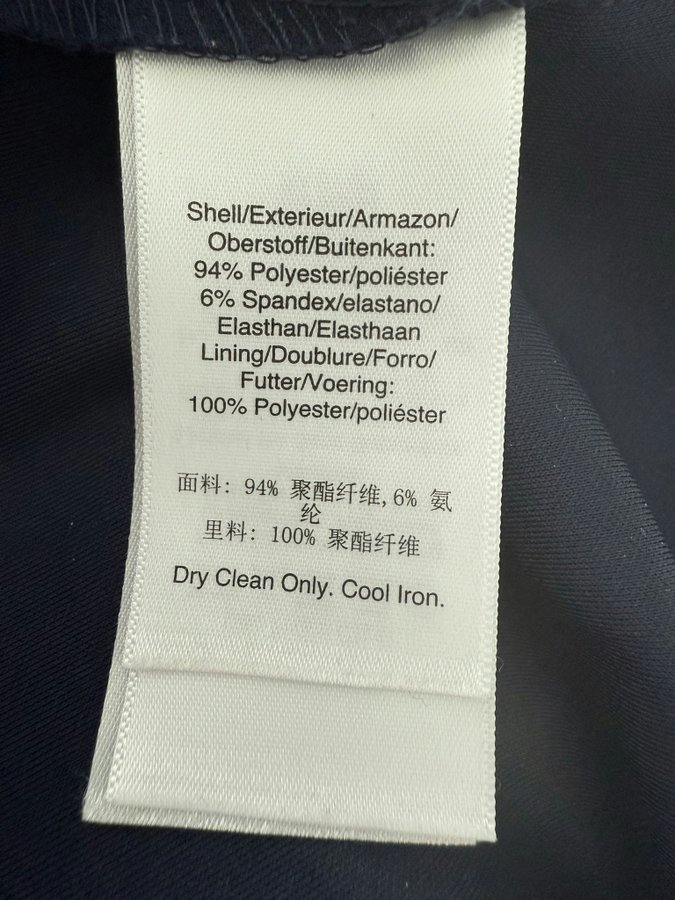 Shell/Exterieur/Armazon/
Oberstoff/Buitenkant:
94% Polyester/poliéster
6% Spandex/elastano/
Elasthan/Elasthaan
Lining/Doublure/Forro/
Futter/Voering:
100% Polyester/poliéster
面料: 94% 聚酯纤维,6% 氨
纶
里料: 100% 聚酯纤维
Dry Clean Only. Cool Iron.